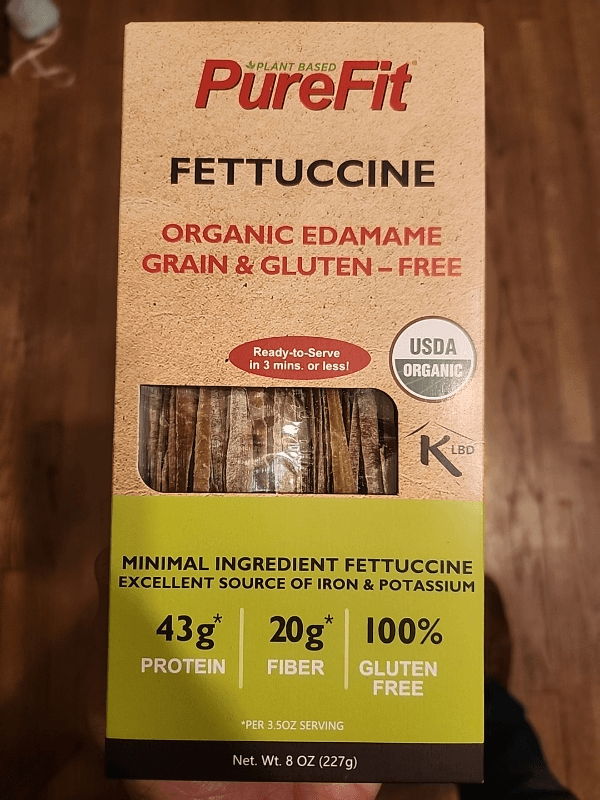 PLANT BASED
PureFit
FETTUCCINE
ORGANIC EDAMAME
GRAIN & GLUTEN – FREE
Ready-to-Serve
in 3 mins. or less!
USDA
ORGANIC
K LBD
MINIMAL INGREDIENT FETTUCCINE
EXCELLENT SOURCE OF IRON & POTASSIUM
43g* 20g* 100%
PROTEIN FIBER GLUTEN
FREE
*PER 3.5OZ SERVING
Net. Wt. 8 OZ (227g)